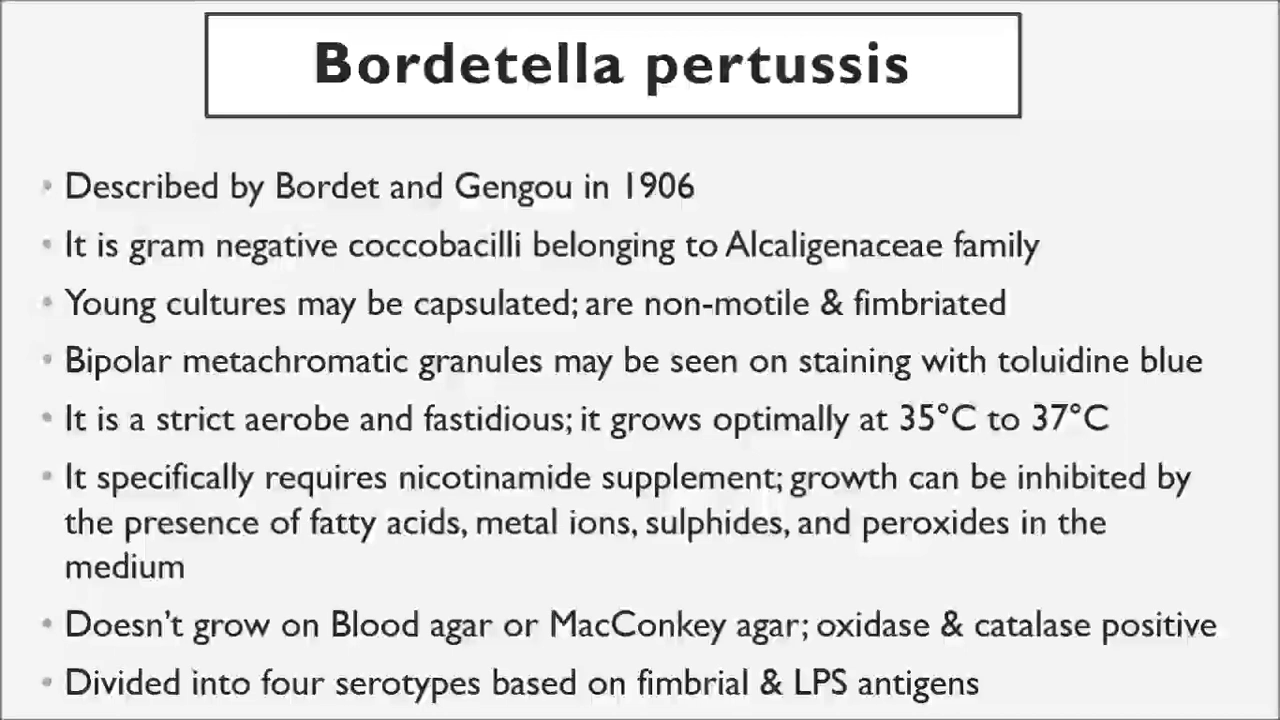 Bordetella pertussis
• Described by Bordet and Gengou in 1906
• It is gram negative coccobacilli belonging to Alcaligenaceae family
• Young cultures may be capsulated; are non-motile & fimbriated
• Bipolar metachromatic granules may be seen on staining with toluidine blue
• It is a strict aerobe and fastidious; it grows optimally at 35°C to 37°C
• It specifically requires nicotinamide supplement; growth can be inhibited by
the presence of fatty acids, metal ions, sulphides, and peroxides in the
medium
• Doesn't grow on Blood agar or MacConkey agar; oxidase & catalase positive
• Divided into four serotypes based on fimbrial & LPS antigens